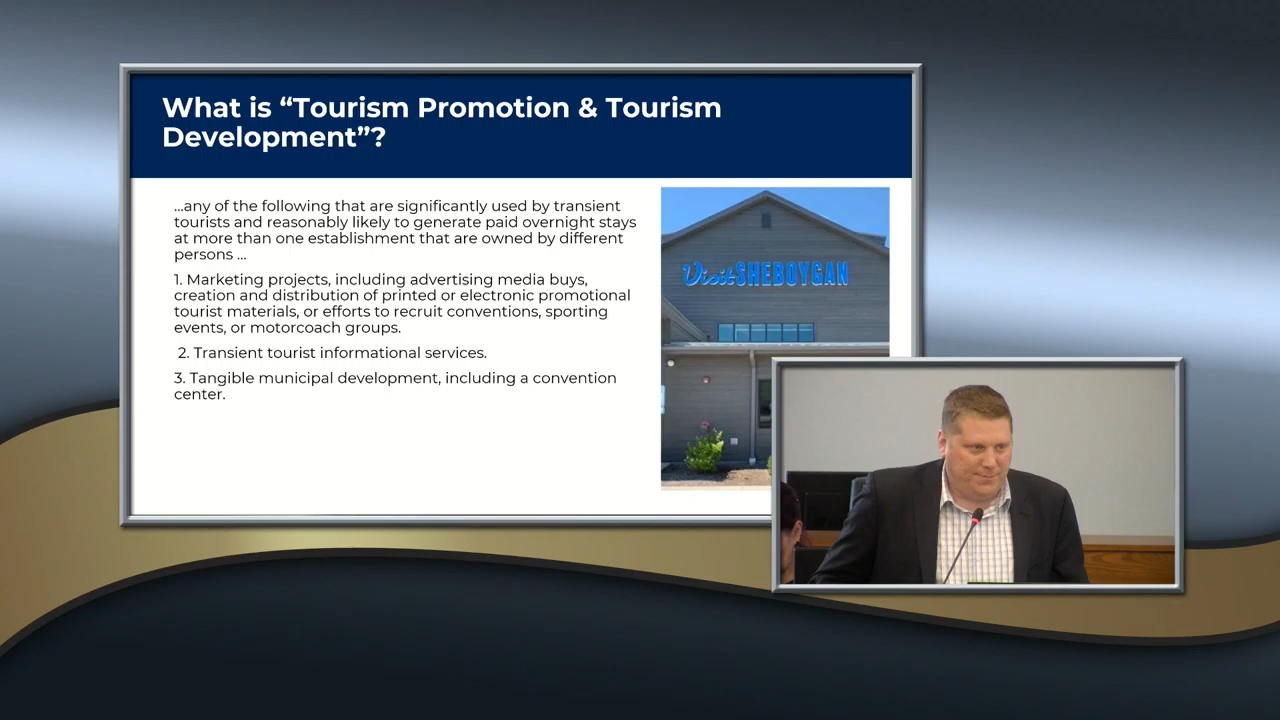 What is “Tourism Promotion & Tourism
Development”?
...any of the following that are significantly used by transient
tourists and reasonably likely to generate paid overnight stays
at more than one establishment that are owned by different
persons ...
1. Marketing projects, including advertising media buys,
creation and distribution of printed or electronic promotional
tourist materials, or efforts to recruit conventions, sporting
events, or motorcoach groups.
2. Transient tourist informational services.
3. Tangible municipal development, including a convention
center.
Visit SHEBOYGAN